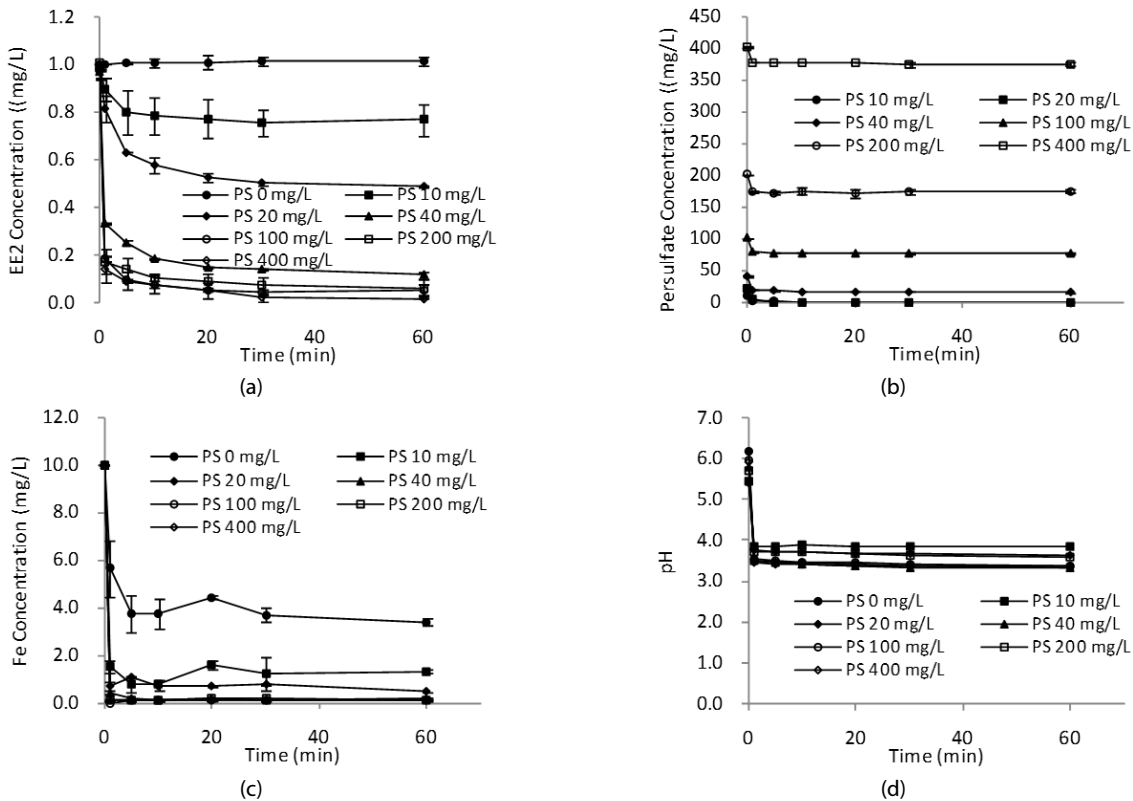 1.2
1.0
0.8
0.6
0.4
0.2
0.0
EE2 Concentration ((mg/L)
PS 0 mg/L PS 10 mg/L
PS 20 mg/L PS 40 mg/L
PS 100 mg/L PS 200 mg/L
PS 400 mg/L
0 20 40 60
Time (min)
(a)
450
400
350
300
250
200
150
100
50
0
Persulfate Concentration ((mg/L)
PS 10 mg/L PS 20 mg/L
PS 40 mg/L PS 100 mg/L
PS 200 mg/L PS 400 mg/L
0 20 40 60
Time(min)
(b)
12.0
10.0
8.0
6.0
4.0
2.0
0.0
Fe Concentration (mg/L)
PS 0 mg/L PS 10 mg/L
PS 20 mg/L PS 40 mg/L
PS 100 mg/L PS 200 mg/L
PS 400 mg/L
0 20 40 60
Time (min)
(c)
7.0
6.0
5.0
4.0
3.0
2.0
1.0
0.0
pH
PS 0 mg/L PS 10 mg/L
PS 20 mg/L PS 40 mg/L
PS 100 mg/L PS 200 mg/L
PS 400 mg/L
0 20 40 60
Time (min)
(d)